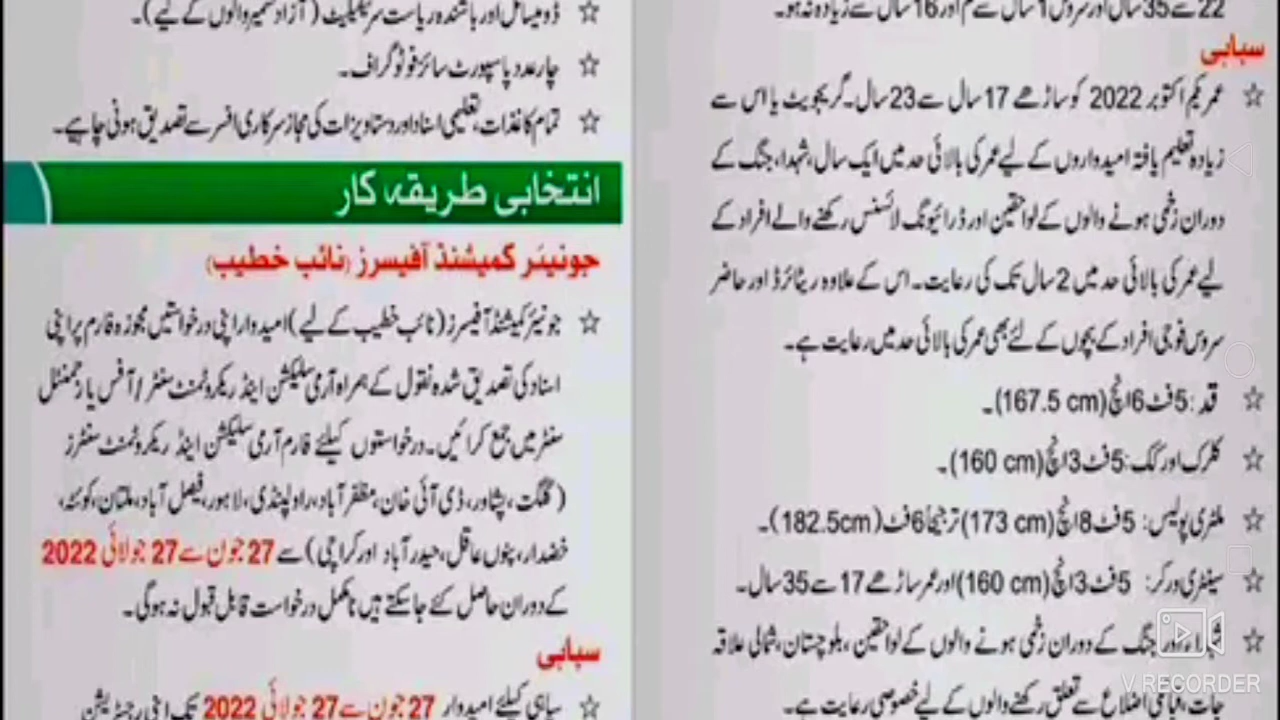 22 سے 35 سال اور سروس 1 سال سے کم اور 16 سال سے زیادہ نہ ہو۔
سپاہی
☆ عمر یکم اکتوبر 2022 کو ساڑھے 17 سال سے 23 سال۔ گریجویٹ یا اس سے
زیادہ تعلیم یافتہ امیدواروں کے لیے عمر کی بالائی حد میں ایک سال، شہدا، جنگ کے
دوران زخمی ہونے والوں کے لواحقین اور ڈرائیونگ لائسنس رکھنے والے افراد کے
لیے عمر کی بالائی حد میں 2 سال تک کی رعایت۔ اس کے علاوہ ریٹائرڈ اور حاضر
سروس فوجی افراد کے بچوں کے لئے بھی عمر کی بالائی حد میں رعایت ہے۔
☆ قد: 5 فٹ 6 انچ (167.5 cm)۔
☆ کلرک اور کک: 5 فٹ 3 انچ (160 cm)۔
☆ ملٹری پولیس: 5 فٹ 8 انچ (173 cm) ترجیحاً 6 فٹ (182.5cm)۔
☆ سینٹری ورکر: 5 فٹ 3 انچ (160 cm) اور عمر ساڑھے 17 سے 35 سال۔
☆ شہداء اور جنگ کے دوران زخمی ہونے والوں کے لواحقین، بلوچستان، شمالی علاقہ
جات، قبائلی اضلاع سے تعلق رکھنے والوں کے لیے خصوصی رعایت ہے۔
☆ ڈومیسائل اور باشندہ ریاست سرٹیفکیٹ (آزاد کشمیر والوں کے لیے)۔
☆ چار عدد پاسپورٹ سائز فوٹو گراف۔
☆ تمام کاغذات، تعلیمی اسناد اور دستاویزات کی مجاز سرکاری افسر سے تصدیق ہونی چاہیے۔
انتخابی طریقہ کار
جونیئر کمیشنڈ آفیسرز (نائب خطیب)
☆ جونیئر کمیشنڈ آفیسرز (نائب خطیب کے لیے) امیدوار اپنی درخواستیں مجوزہ فارم پر اپنی
اسناد کی تصدیق شدہ نقول کے ہمراہ آرمی سلیکشن اینڈ ریکروٹمنٹ سنٹر / آفس یا رجمنٹل
سنٹر میں جمع کرائیں۔ درخواستوں کیلئے فارم آرمی سلیکشن اینڈ ریکروٹمنٹ سنٹرز
(گلگت، پشاور، ڈی آئی خان، مظفر آباد، راولپنڈی، لاہور، فیصل آباد، ملتان، کوئٹہ،
خضدار، پنوں عاقل، حیدر آباد اور کراچی) سے 27 جون سے 27 جولائی 2022
کے دوران حاصل کئے جا سکتے ہیں نامکمل درخواست قابل قبول نہ ہوگی۔
سپاہی
☆ سپاہی کیلئے امیدوار 27 جون سے 27 جولائی 2022 تک اپنی رجسٹریشن
V RECORDER